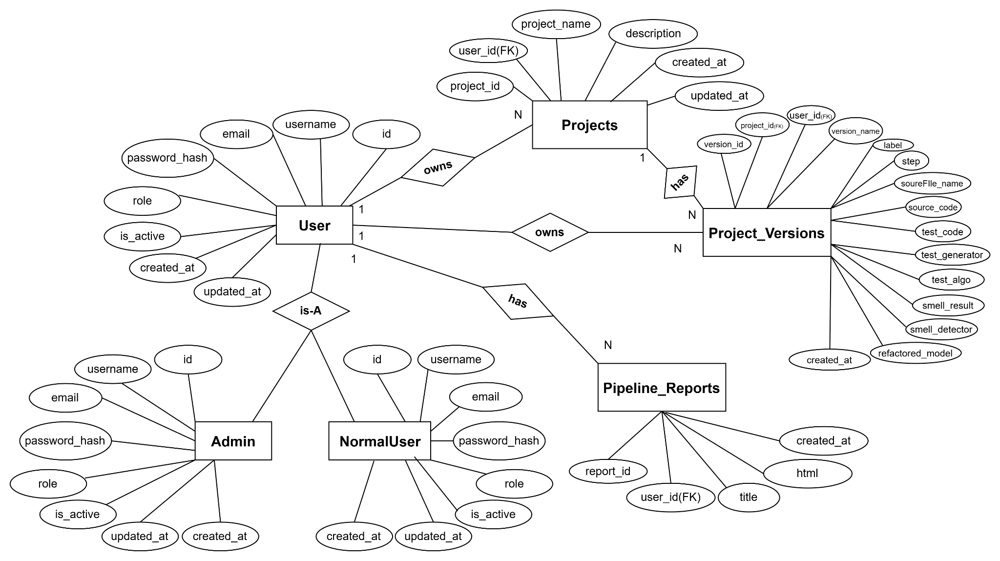 project_name
description
user_id(FK)
created_at
project_id
updated_at
N
Projects
1
username
email
id
password_hash
role
is_active
created_at
updated_at
User
1
1
1
owns
has
owns
N
N
user_id(FK)
project_id(FK)
version_name
version_id
label
step
soureFIle_name
source_code
test_code
test_generator
test_algo
smell_result
smell_detector
refactored_model
created_at
Project_Versions
is-A
has
N
id
username
email
password_hash
role
is_active
updated_at
created_at
Admin
id
username
email
password_hash
role
is_active
updated_at
created_at
NormalUser
Pipeline_Reports
created_at
report_id
html
user_id(FK)
title